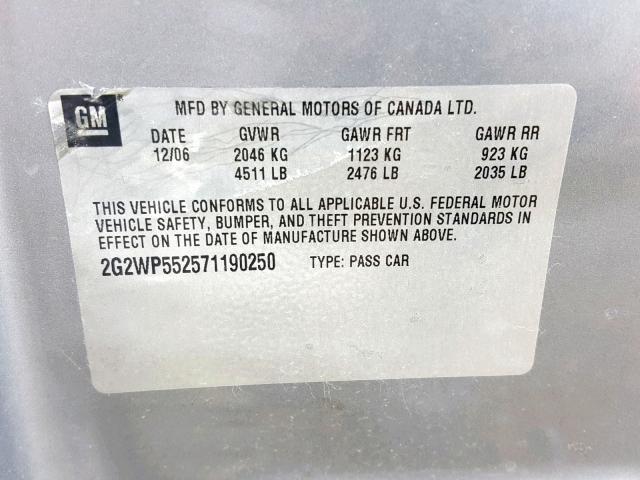 GM
MFD BY GENERAL MOTORS OF CANADA LTD.
DATE GVWR GAWR FRT GAWR RR
12/06 2046 KG 1123 KG 923 KG
4511 LB 2476 LB 2035 LB
THIS VEHICLE CONFORMS TO ALL APPLICABLE U.S. FEDERAL MOTOR
VEHICLE SAFETY, BUMPER, AND THEFT PREVENTION STANDARDS IN
EFFECT ON THE DATE OF MANUFACTURE SHOWN ABOVE.
2G2WP552571190250 TYPE: PASS CAR